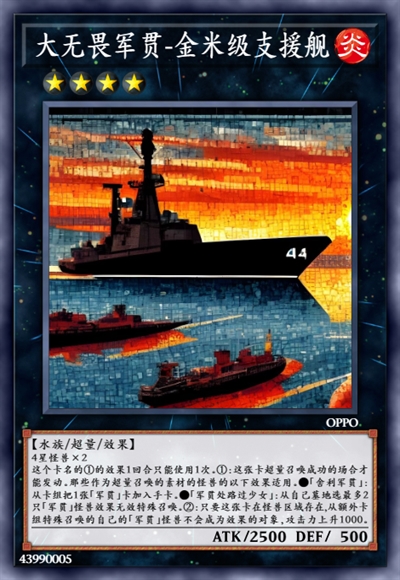 大无畏军贯-金米级支援舰
炎
44
OPPO
【水族/超量/效果】
4星怪兽×2
这个卡名的①的效果1回合只能使用1次。①:这张卡超量召唤成功的场合才
能发动。那些作为超量召唤的素材的怪兽的以下效果适用。●「舍利军贯」:
从卡组把1张「军贯」卡加入手卡。●「军贯处路过少女」:从自己墓地选最多2
只「军贯」怪兽效果无效特殊召唤。②:只要这张卡在怪兽区域存在,从额外卡
组特殊召唤的自己的「军贯」怪兽不会成为效果的对象,攻击力上升1000。
ATK/2500 DEF/ 500
43990005